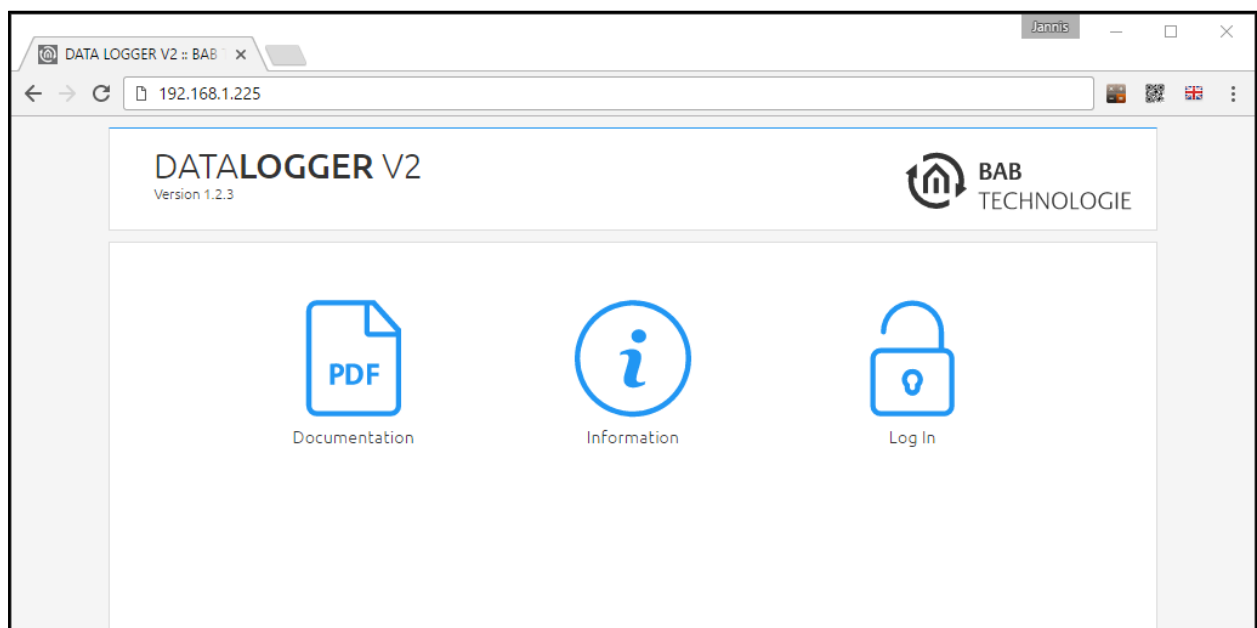 Jannis
DATA LOGGER V2 :: BAB
192.168.1.225
DATALOGGER V2
Version 1.2.3
BAB
TECHNOLOGIE
PDF
i
Documentation
Information
Log In